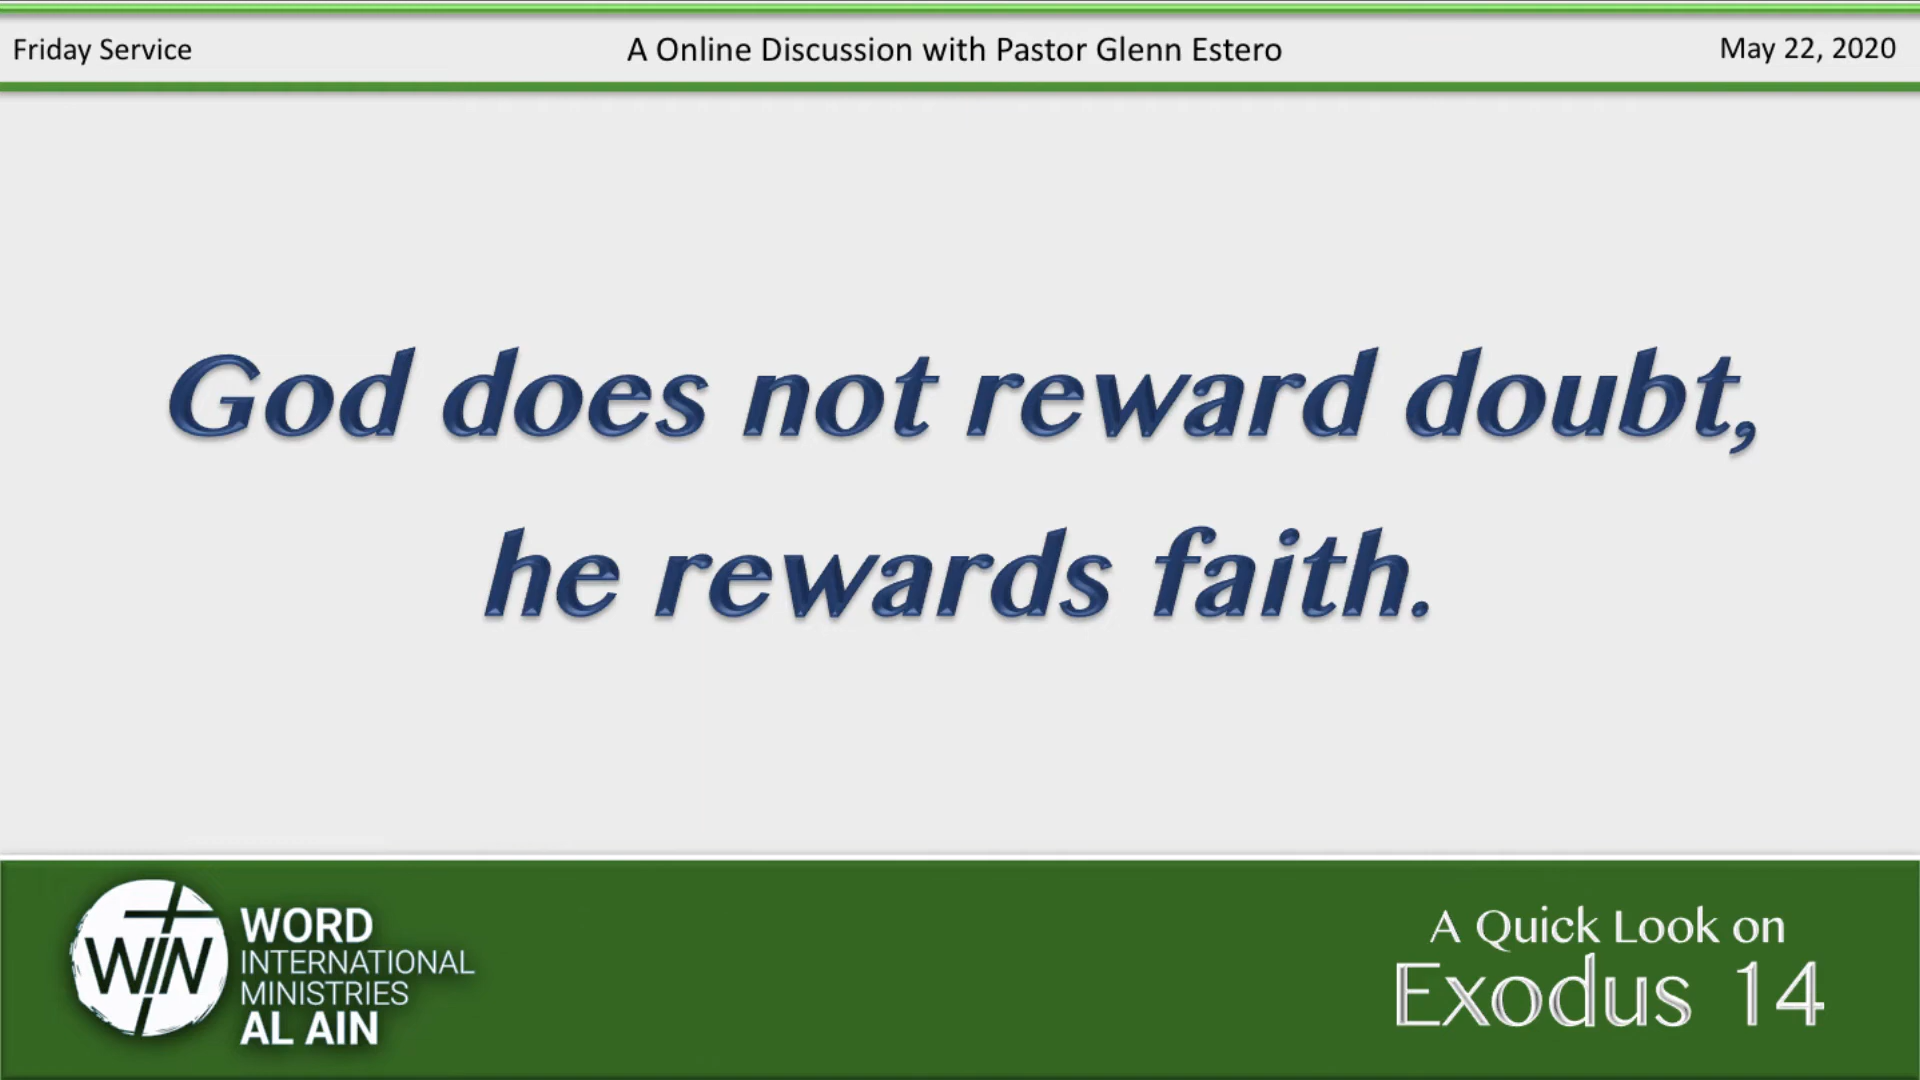 Friday Service
A Online Discussion with Pastor Glenn Estero
May 22, 2020
God does not reward doubt,
he rewards faith.
WIN
WORD
INTERNATIONAL
MINISTRIES
AL AIN
A Quick Look on
Exodus 14